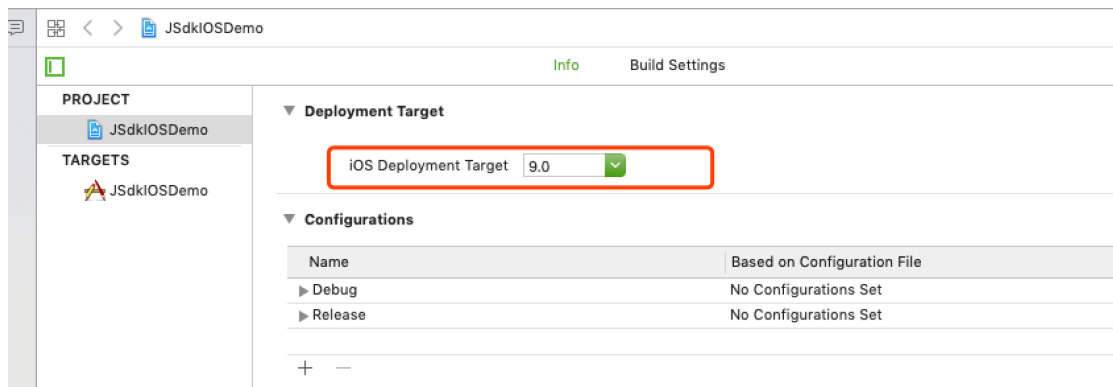 JSdkIOSDemo
Info Build Settings
PROJECT
JSdkIOSDemo
TARGETS
JSdkIOSDemo
Deployment Target
iOS Deployment Target 9.0
Configurations
Name Based on Configuration File
Debug No Configurations Set
Release No Configurations Set